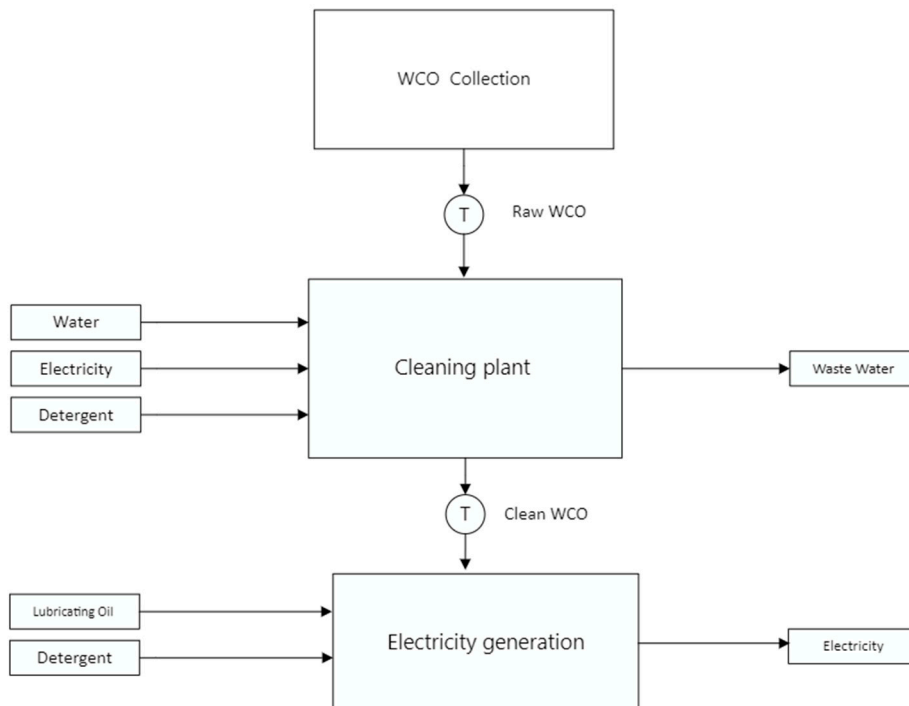 WCO Collection
T
Raw WCO
Water
Electricity
Detergent
Cleaning plant
Waste Water
T
Clean WCO
Lubricating Oil
Detergent
Electricity generation
Electricity